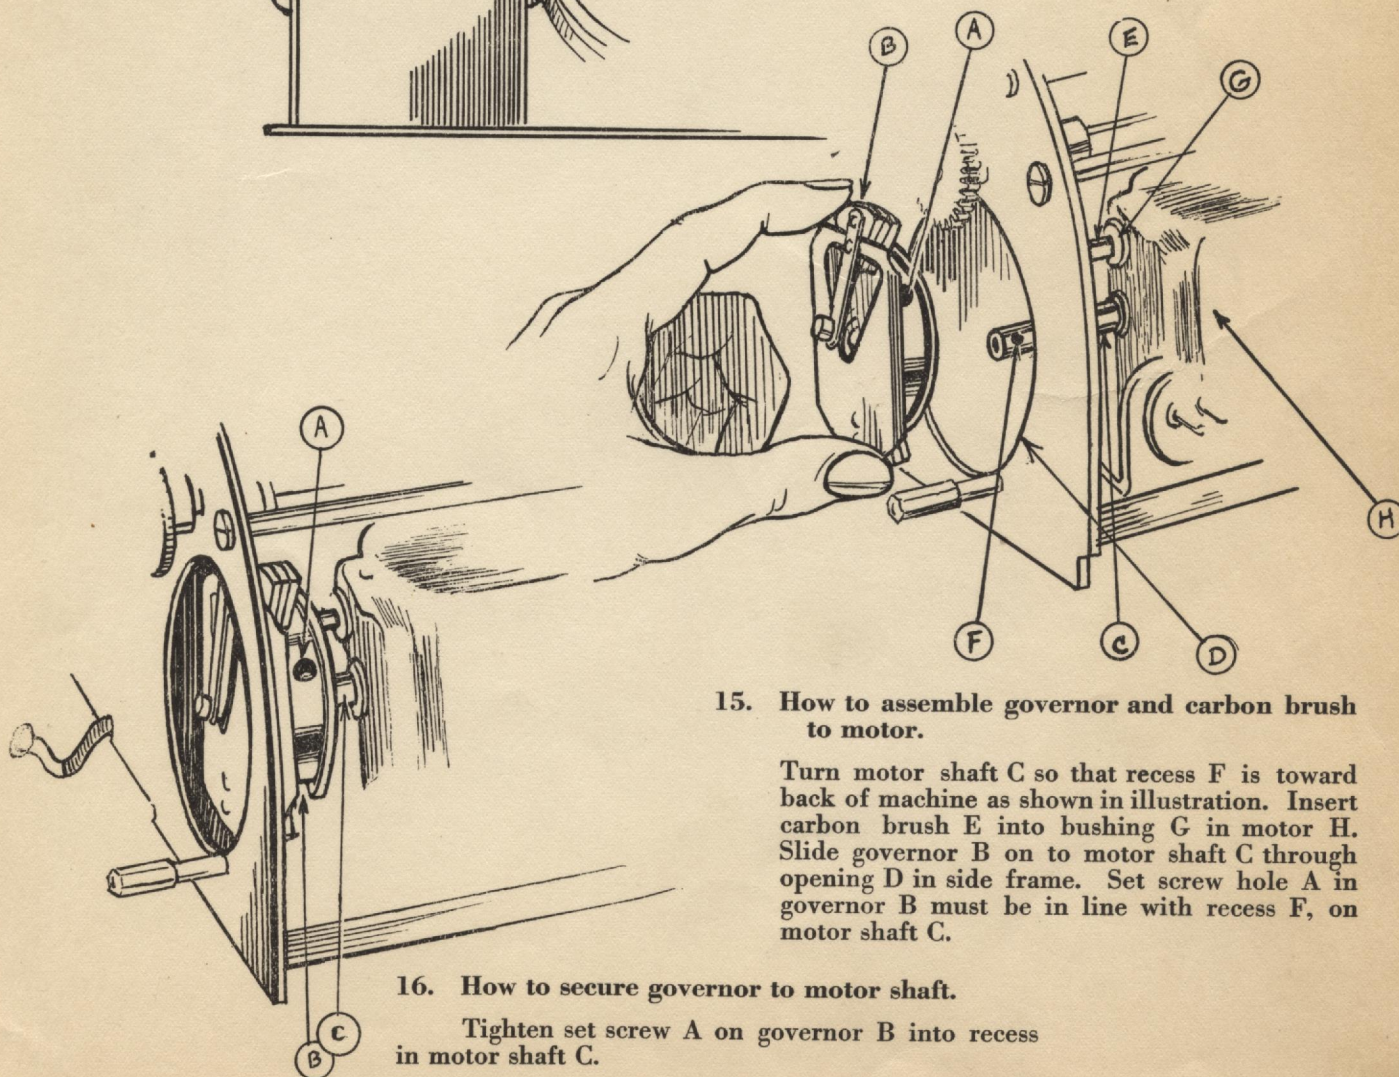 B
A
E
G
A
H
F
C
D
15. How to assemble governor and carbon brush
to motor.
Turn motor shaft C so that recess F is toward
back of machine as shown in illustration. Insert
carbon brush E into bushing G in motor H.
Slide governor B on to motor shaft C through
opening D in side frame. Set screw hole A in
governor B must be in line with recess F, on
motor shaft C.
16. How to secure governor to motor shaft.
Tighten set screw A on governor B into recess
in motor shaft C.
C
B